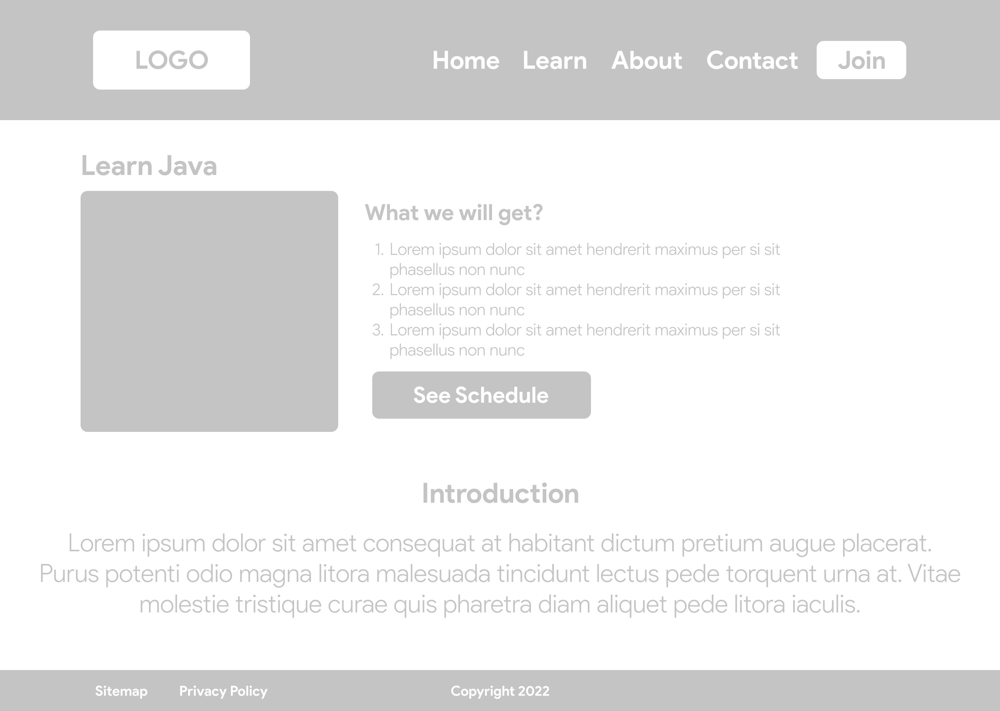 LOGO
Home Learn About Contact Join
Learn Java
What we will get?
1. Lorem ipsum dolor sit amet hendrerit maximus per si sit
phasellus non nunc
2. Lorem ipsum dolor sit amet hendrerit maximus per si sit
phasellus non nunc
3. Lorem ipsum dolor sit amet hendrerit maximus per si sit
phasellus non nunc
See Schedule
Introduction
Lorem ipsum dolor sit amet consequat at habitant dictum pretium augue placerat.
Purus potenti odio magna litora malesuada tincidunt lectus pede torquent urna at. Vitae
molestie tristique curae quis pharetra diam aliquet pede litora iaculis.
Sitemap Privacy Policy Copyright 2022